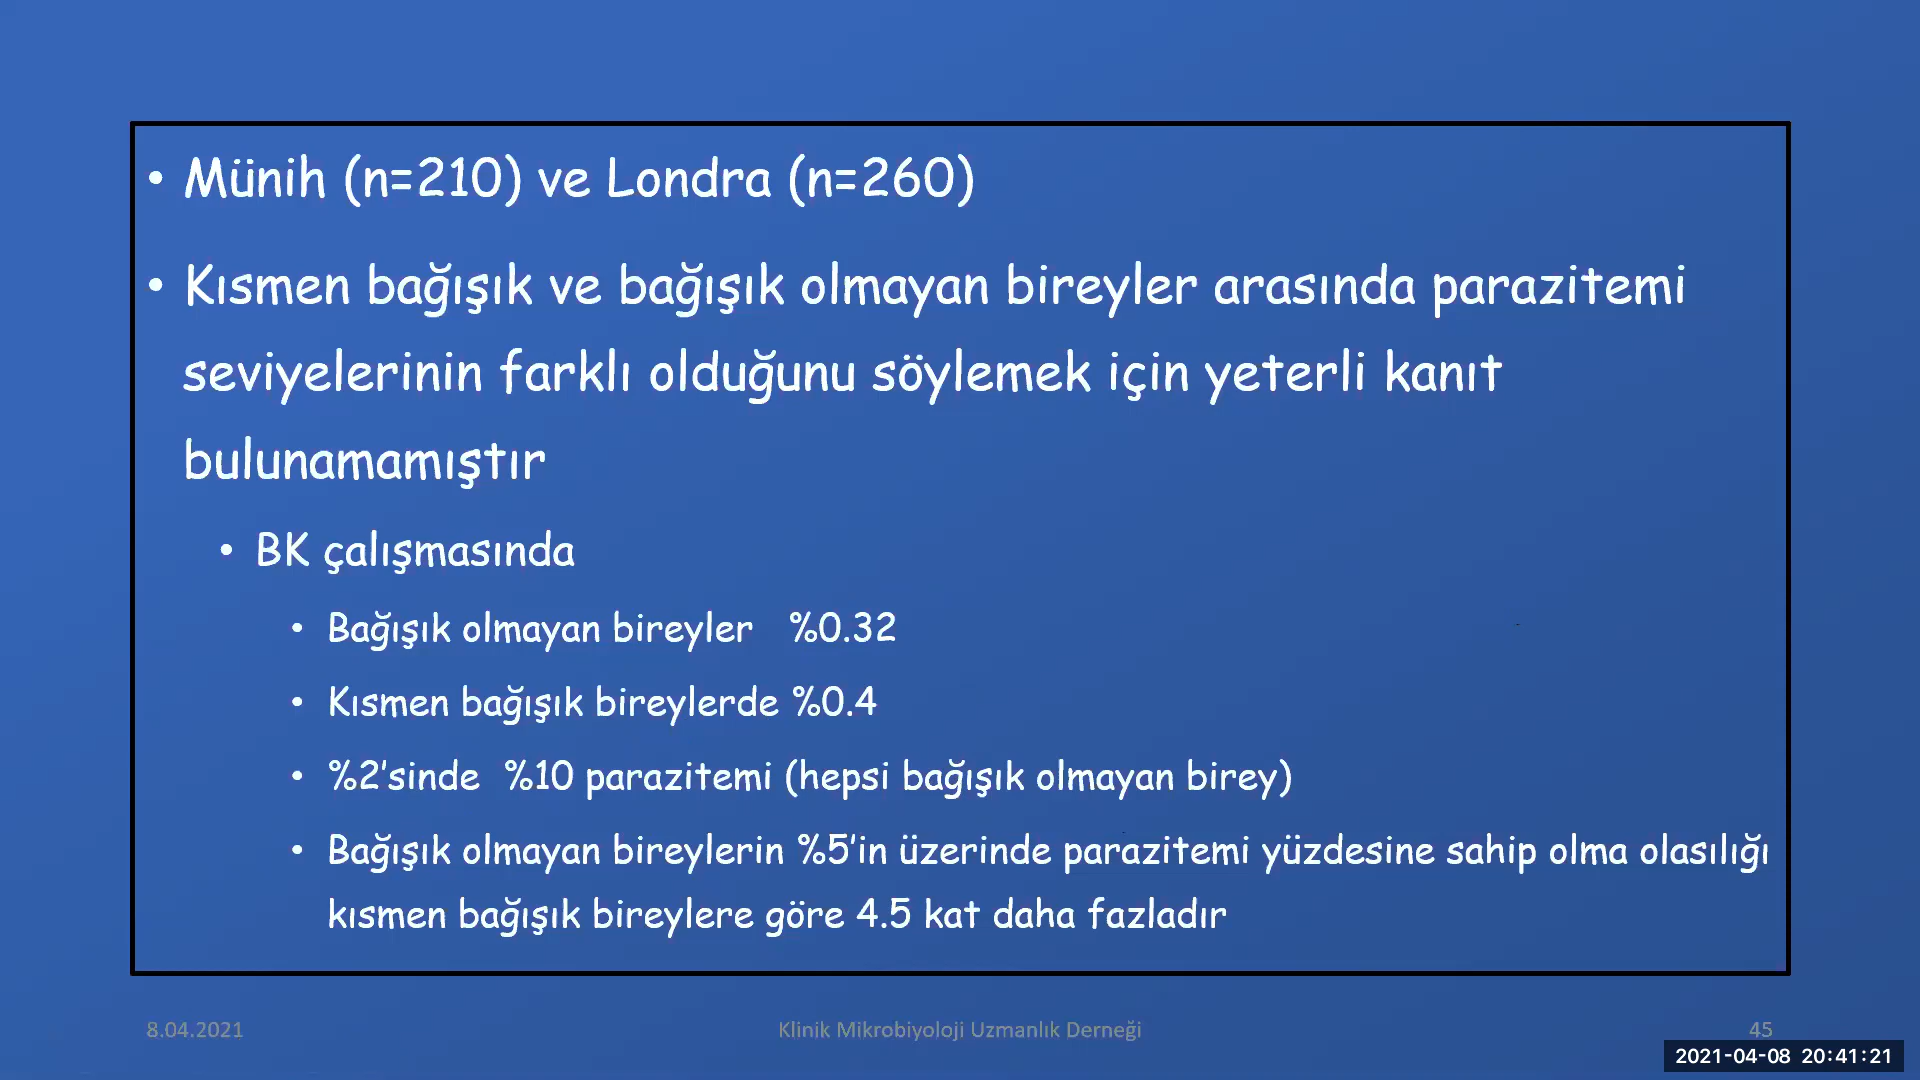 • Münih (n=210) ve Londra (n=260)
• Kısmen bağışık ve bağışık olmayan bireyler arasında parazitemi
seviyelerinin farklı olduğunu söylemek için yeterli kanıt
bulunamamıştır
• BK çalışmasında
• Bağışık olmayan bireyler %0.32
• Kısmen bağışık bireylerde %0.4
• %2'sinde %10 parazitemi (hepsi bağışık olmayan birey)
• Bağışık olmayan bireylerin %5'in üzerinde parazitemi yüzdesine sahip olma olasılığı
kısmen bağışık bireylere göre 4.5 kat daha fazladır
8.04.2021 Klinik Mikrobiyoloji Uzmanlık Derneği 45
2021-04-08 20:41:21